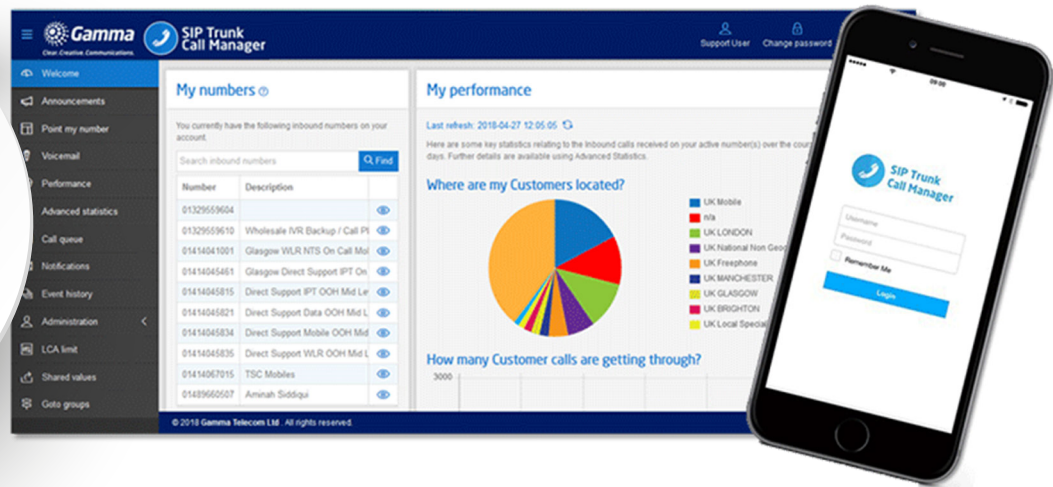 Gamma
Clear. Creative. Communications.
SIP Trunk
Call Manager
Support User
Change password
Welcome
Announcements
Point my number
Voicemail
Performance
Advanced statistics
Call queue
Notifications
Event history
Administration
LCA limit
Shared values
Goto groups
My numbers
You currently have the following inbound numbers on your
account.
Search inbound numbers
Find
Number Description
01329559604
01329559610 Wholesale IVR Backup / Call Pl
01414041001 Glasgow WLR NTS On Call Mo
01414045461 Glasgow Direct Support IPT On
01414045815 Direct Support IPT OOH Mid Le
01414045821 Direct Support Data OOH Mid L
01414045834 Direct Support Mobile OOH Mid
01414045835 Direct Support WLR OOH Mid L
01414067015 TSC Mobiles
01489660507 Aminah Siddiqui
My performance
Last refresh: 2018-04-27 12:05:05
Here are some key statistics relating to the Inbound calls received on your active number(s) over the cour
days. Further details are available using Advanced Statistics.
Where are my Customers located?
UK Mobile
n/a
UK LONDON
UK National Non Geog
UK Freephone
UK MANCHESTER
UK GLASGOW
UK BRIGHTON
UK Local Special
How many Customer calls are getting through?
3000
© 2018 Gamma Telecom Ltd . All rights reserved.
09:00
SIP Trunk
Call Manager
Username
Password
Remember Me
Login